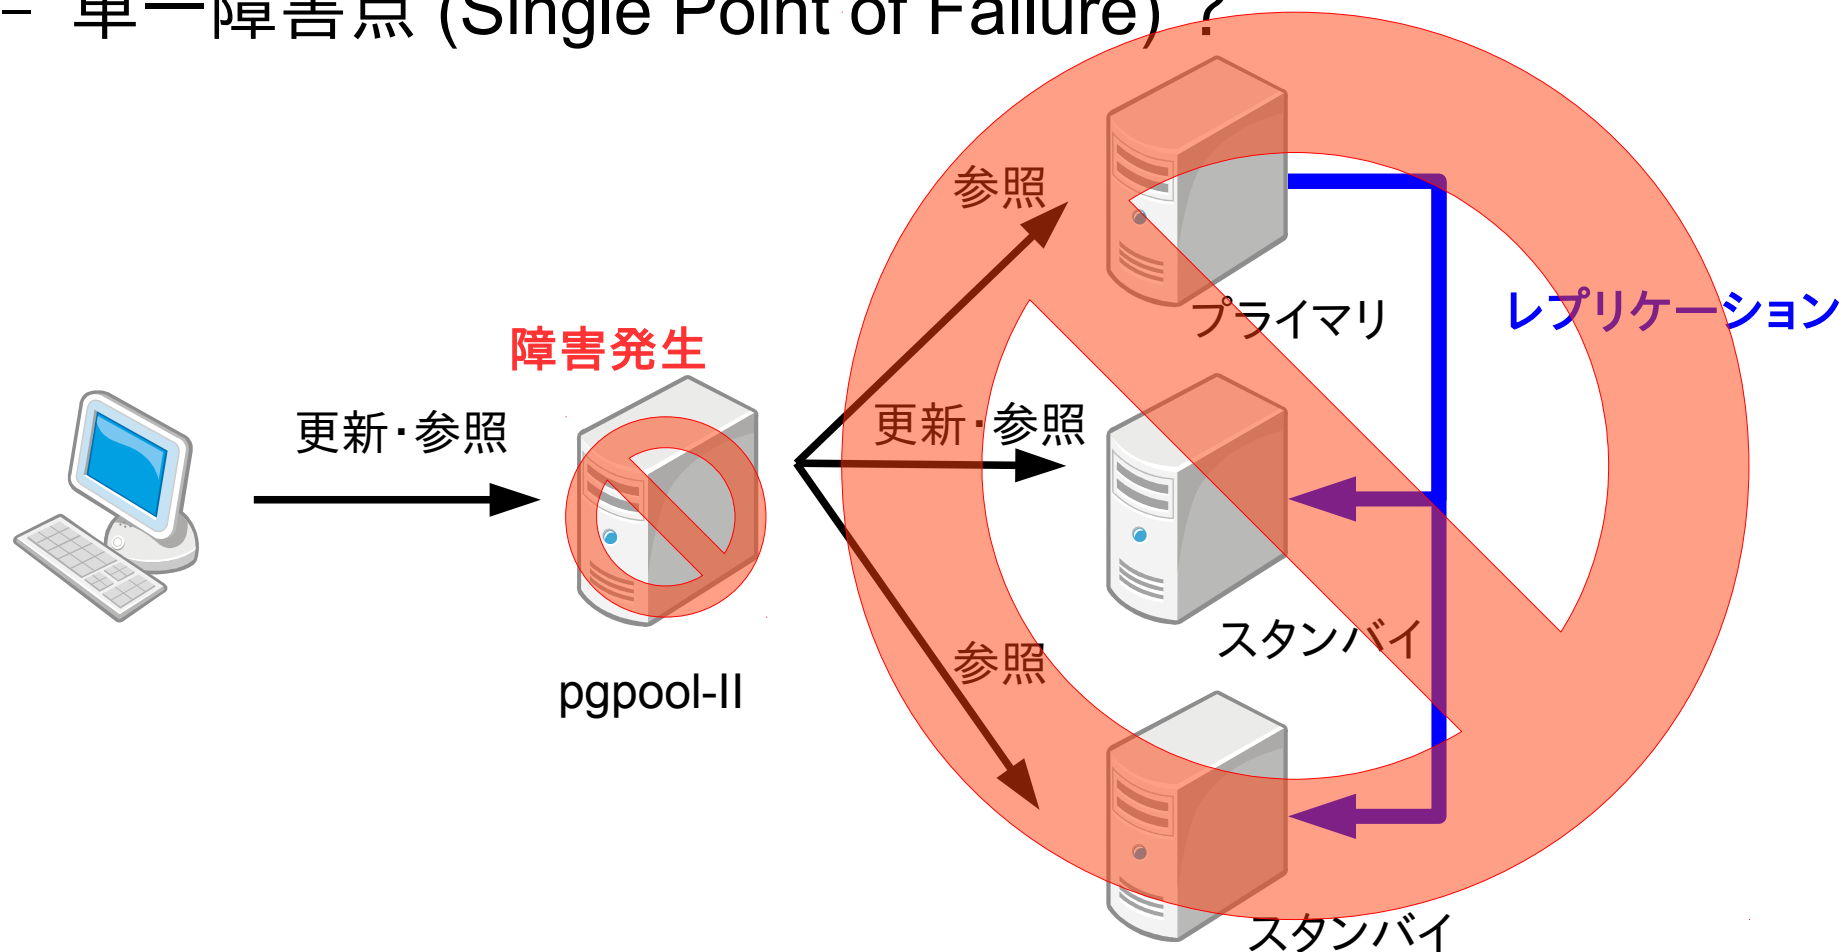 – 単一障害点 (Single Point of Failure) ?
参照
プライマリ
レプリケーション
障害発生
更新・参照
更新・参照
スタンバイ
参照
pgpool-II
スタンバイ